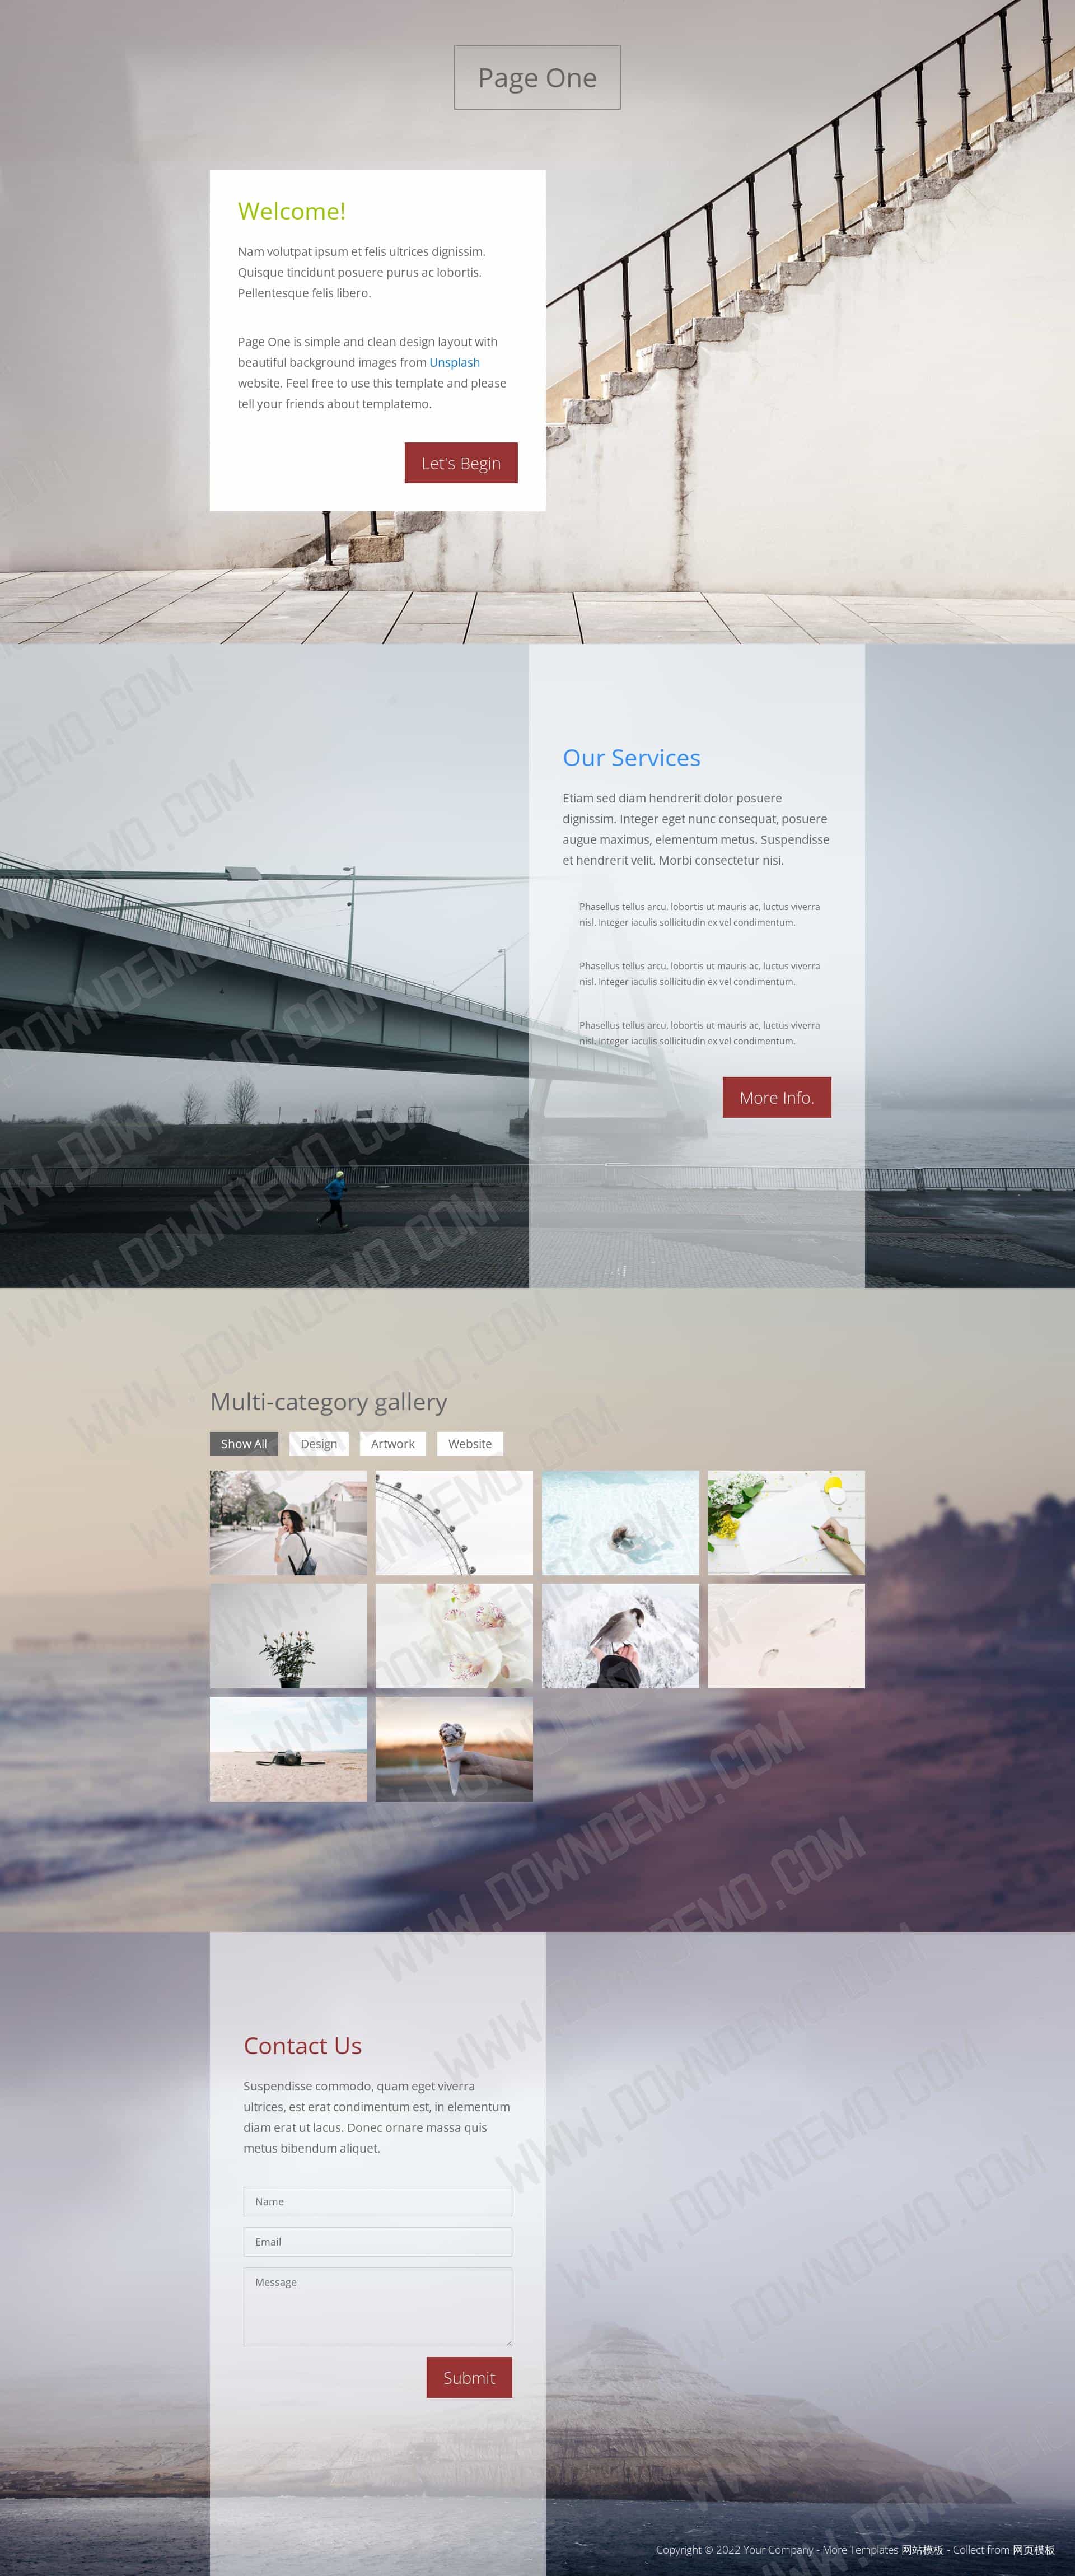 Page One
Welcome!
Nam volutpat ipsum et felis ultrices dignissim.
Quisque tincidunt posuere purus ac lobortis.
Pellentesque felis libero.
Page One is simple and clean design layout with
beautiful background images from Unsplash
website. Feel free to use this template and please
tell your friends about templatemo.
Let's Begin
Our Services
Etiam sed diam hendrerit dolor posuere
dignissim. Integer eget nunc consequat, posuere
augue maximus, elementum metus. Suspendisse
et hendrerit velit. Morbi consectetur nisi.
Phasellus tellus arcu, lobortis ut mauris ac, luctus viverra
nisl. Integer iaculis sollicitudin ex vel condimentum.
Phasellus tellus arcu, lobortis ut mauris ac, luctus viverra
nisl. Integer iaculis sollicitudin ex vel condimentum.
Phasellus tellus arcu, lobortis ut mauris ac, luctus viverra
nisl. Integer iaculis sollicitudin ex vel condimentum.
More Info.
Multi-category gallery
Show All Design Artwork Website
Contact Us
Suspendisse commodo, quam eget viverra
ultrices, est erat condimentum est, in elementum
diam erat ut lacus. Donec ornare massa quis
metus bibendum aliquet.
Name
Email
Message
Submit
Copyright © 2022 Your Company - More Templates 网站模板 - Collect from 网页模板
WWW.DOWNDEMO.COM